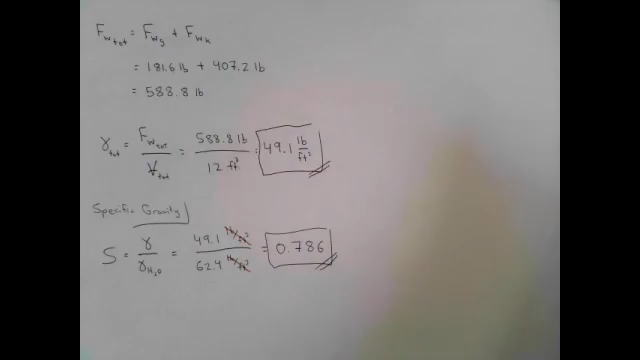 F_w_tot = F_w_g + F_w_k
= 181.6 lb + 407.2 lb
= 588.8 lb
γ_tot = F_w_tot / V_tot = 588.8 lb / 12 ft³ = 49.1 lb/ft³
Specific Gravity
S = γ / γ_H₂O = 49.1 lb/ft³ / 62.4 lb/ft³ = 0.786